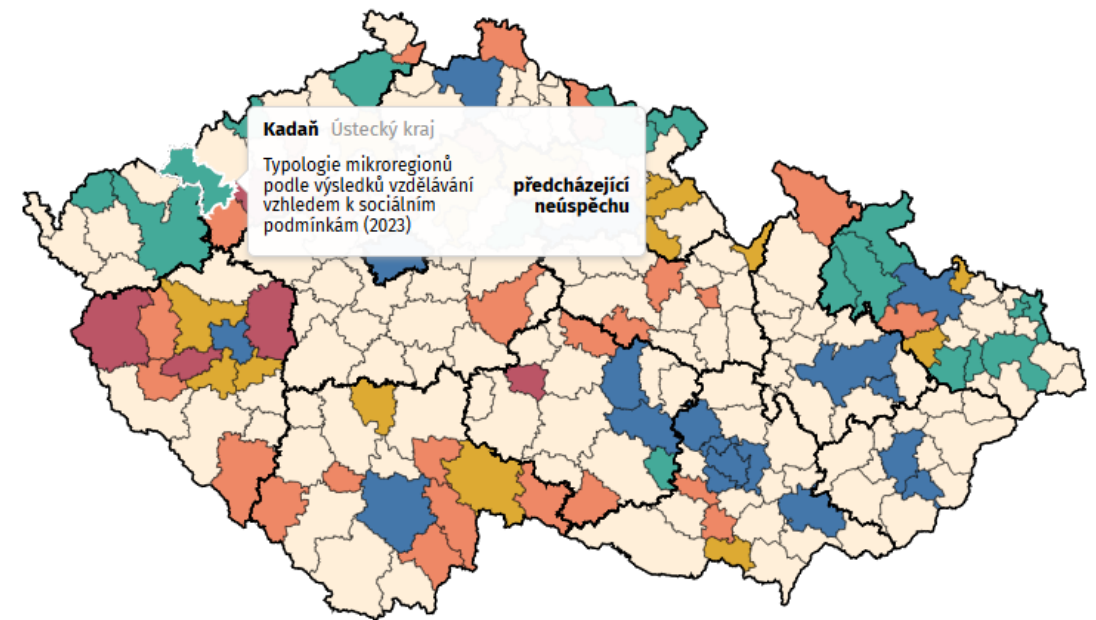 Kadaň Ústecký kraj
Typologie mikroregionů
podle výsledků vzdělávání
vzhledem k sociálním
podmínkám (2023)
předcházející
neúspěchu